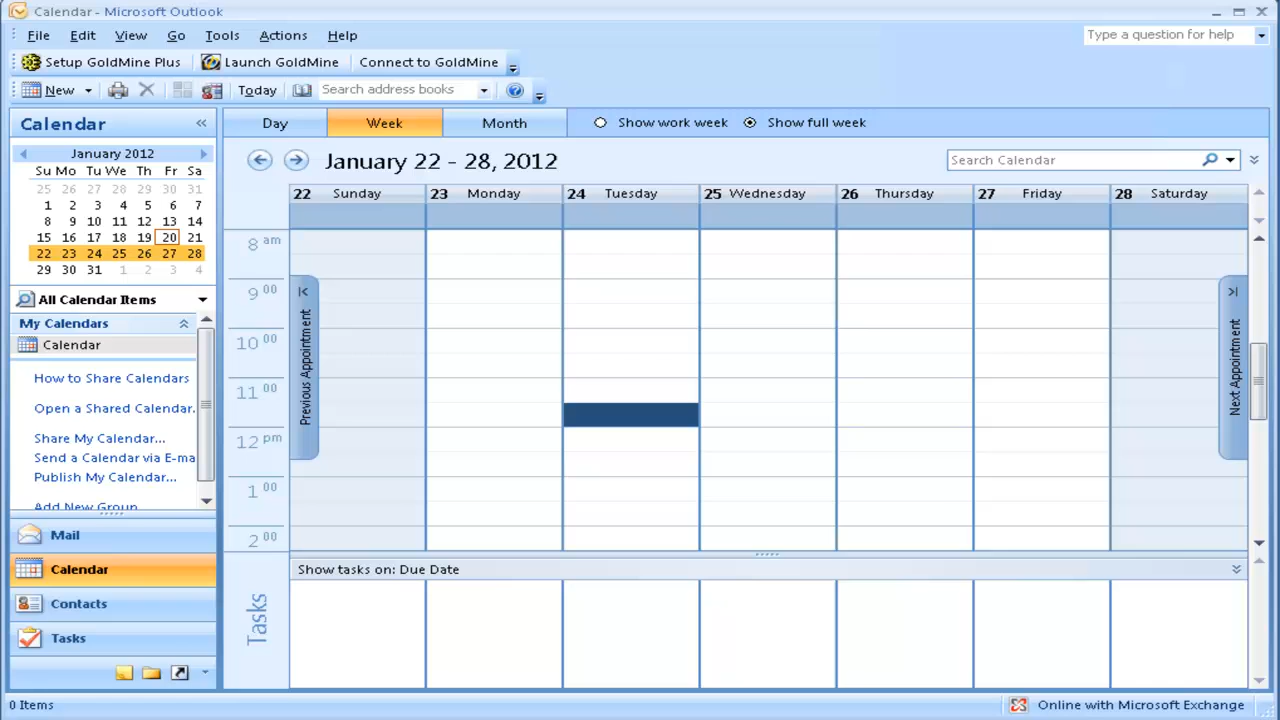 Calendar - Microsoft Outlook
File Edit View Go Tools Actions Help
Type a question for help
Setup GoldMine Plus Launch GoldMine Connect to GoldMine
New Today Search address books
Calendar «
Day Week Month Show work week Show full week
January 2012
Su Mo Tu We Th Fr Sa
25 26 27 28 29 30 31
1 2 3 4 5 6 7
8 9 10 11 12 13 14
15 16 17 18 19 20 21
22 23 24 25 26 27 28
29 30 31 1 2 3 4
All Calendar Items
My Calendars
Calendar
How to Share Calendars
Open a Shared Calendar.
Share My Calendar...
Send a Calendar via E-ma
Publish My Calendar...
Add New Group
Mail
Calendar
Contacts
Tasks
January 22 - 28, 2012
Search Calendar
22 Sunday 23 Monday 24 Tuesday 25 Wednesday 26 Thursday 27 Friday 28 Saturday
8 am
9 00
10 00
11 00
12 pm
1 00
2 00
Previous Appointment
Next Appointment
Show tasks on: Due Date
Tasks
0 Items
Online with Microsoft Exchange